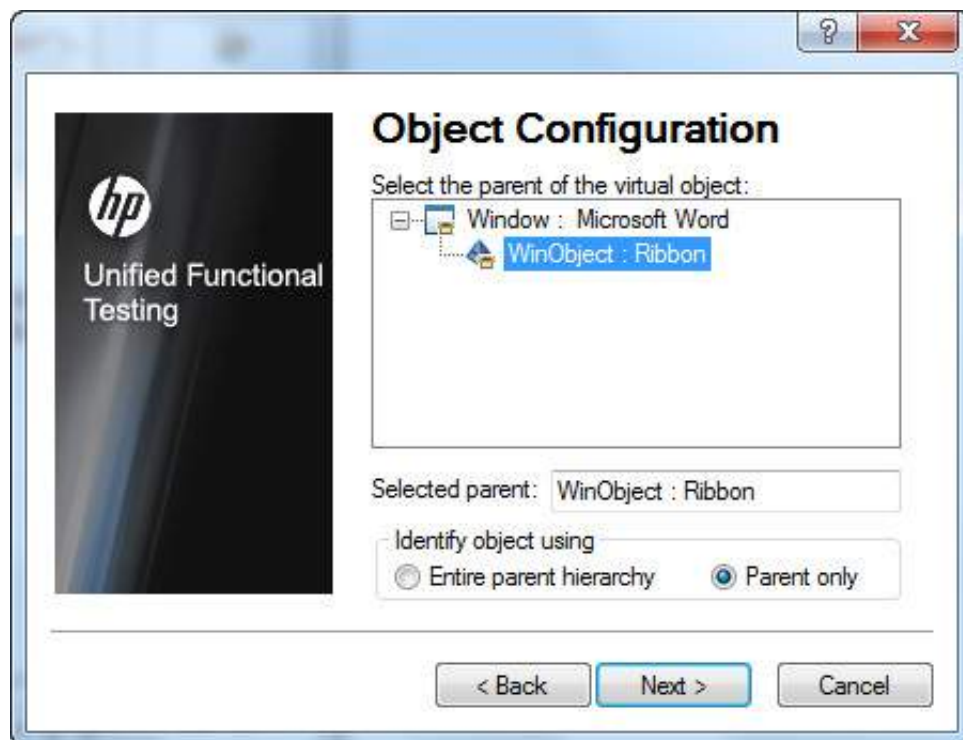 Object Configuration
Select the parent of the virtual object:
Window : Microsoft Word
WinObject : Ribbon
hp
Unified Functional
Testing
Selected parent: WinObject : Ribbon
Identify object using
Entire parent hierarchy Parent only
< Back Next > Cancel